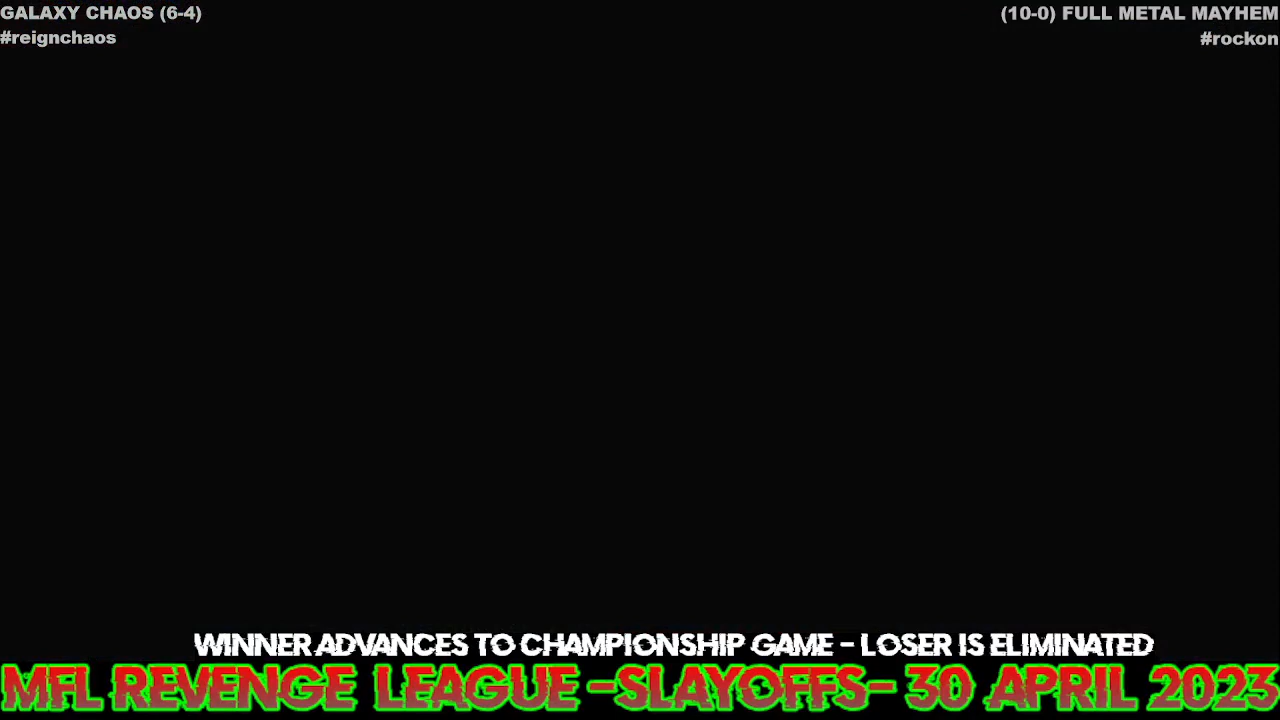 GALAXY CHAOS (6-4)
(10-0) FULL METAL MAYHEM
#reignchaos
#rockon
WINNER ADVANCES TO CHAMPIONSHIP GAME - LOSER IS ELIMINATED
MFL REVENGE LEAGUE -SLAYOFFS- 30 APRIL 2023